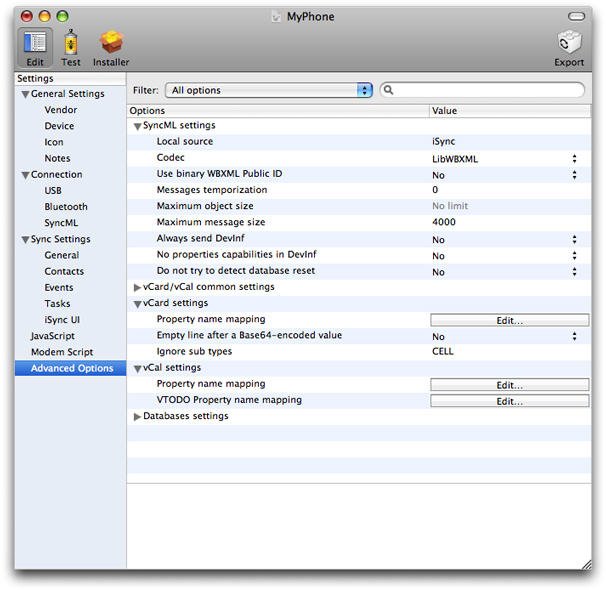 MyPhone
Edit Test Installer Export
Settings
General Settings
Vendor
Device
Icon
Notes
Connection
USB
Bluetooth
SyncML
Sync Settings
General
Contacts
Events
Tasks
iSync UI
JavaScript
Modem Script
Advanced Options
Filter: All options
Options Value
SyncML settings
Local source iSync
Codec LibWBXML
Use binary WBXML Public ID No
Messages temporization 0
Maximum object size No limit
Maximum message size 4000
Always send DevInf No
No properties capabilities in DevInf No
Do not try to detect database reset No
vCard/vCal common settings
vCard settings
Property name mapping Edit...
Empty line after a Base64-encoded value No
Ignore sub types CELL
vCal settings
Property name mapping Edit...
VTODO Property name mapping Edit...
Databases settings